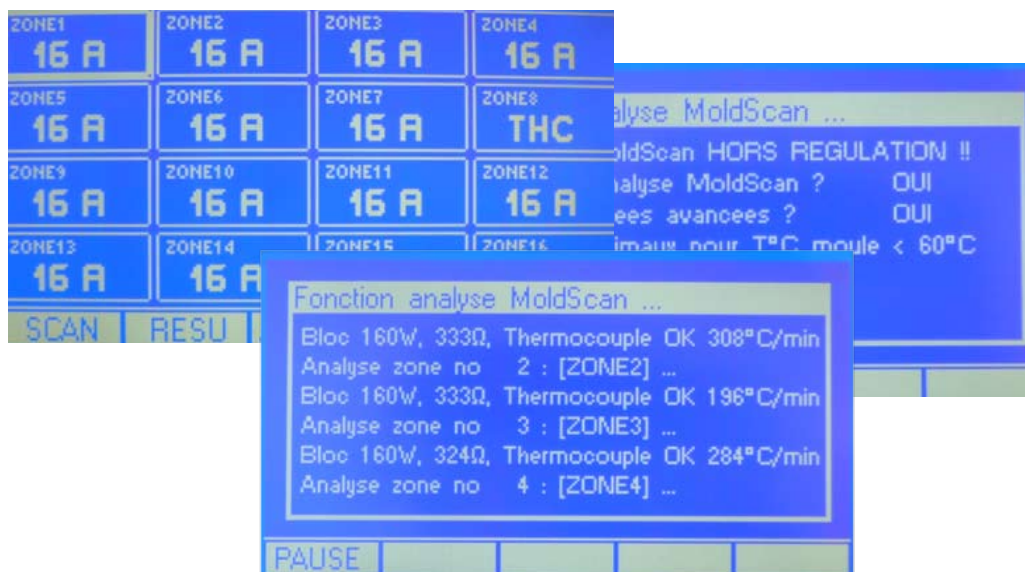 ZONE1 ZONE2 ZONE3 ZONE4
16 A 16 A 16 A 16 A
ZONE5 ZONE6 ZONE7 ZONE8
16 A 16 A 16 A THC
ZONE9 ZONE10 ZONE11 ZONE12
16 A 16 A 16 A 16 A
ZONE13 ZONE14 ZONE15 ZONE16
16 A 16 A
SCAN RESU
alyse MoldScan ...
oldScan HORS REGULATION !!
nalyse MoldScan ? OUI
ees avancees ? OUI
imaux pour T°C moule < 60°C
Fonction analyse MoldScan ...
Bloc 160W, 333Ω, Thermocouple OK 308°C/min
Analyse zone no 2 : [ZONE2] ...
Bloc 160W, 333Ω, Thermocouple OK 196°C/min
Analyse zone no 3 : [ZONE3] ...
Bloc 160W, 324Ω, Thermocouple OK 284°C/min
Analyse zone no 4 : [ZONE4] ...
PAUSE